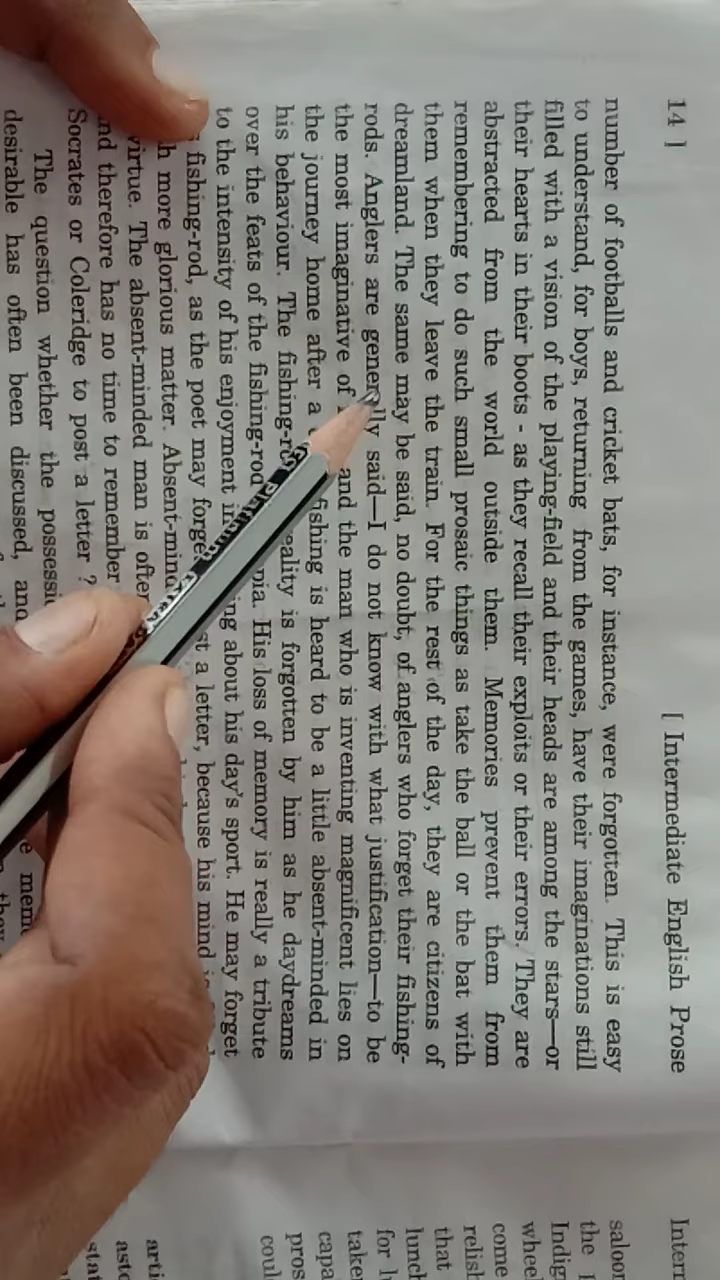 14 ]
[ Intermediate English Prose
number of footballs and cricket bats, for instance, were forgotten. This is easy
to understand, for boys, returning from the games, have their imaginations still
filled with a vision of the playing-field and their heads are among the stars—or
their hearts in their boots - as they recall their exploits or their errors. They are
abstracted from the world outside them. Memories prevent them from
remembering to do such small prosaic things as take the ball or the bat with
them when they leave the train. For the rest of the day, they are citizens of
dreamland. The same may be said, no doubt, of anglers who forget their fishing-
rods. Anglers are generally said—I do not know with what justification—to be
the most imaginative of and the man who is inventing magnificent lies on
the journey home after a fishing is heard to be a little absent-minded in
his behaviour. The fishing- reality is forgotten by him as he daydreams
over the feats of the fishing-rod His loss of memory is really a tribute
to the intensity of his enjoyment in about his day's sport. He may forget
fishing-rod, as the poet may forget a letter, because his mind
more glorious matter.
virtue. The absent-minded man is often
and therefore has no time to remember
Socrates or Coleridge to post a letter ?
The question whether the
desirable has often been discussed, and
Inter
saloon
the
Indig
whee
come
relish
that
lunch
for
take
capa
pros
coul
arti
asto
stat